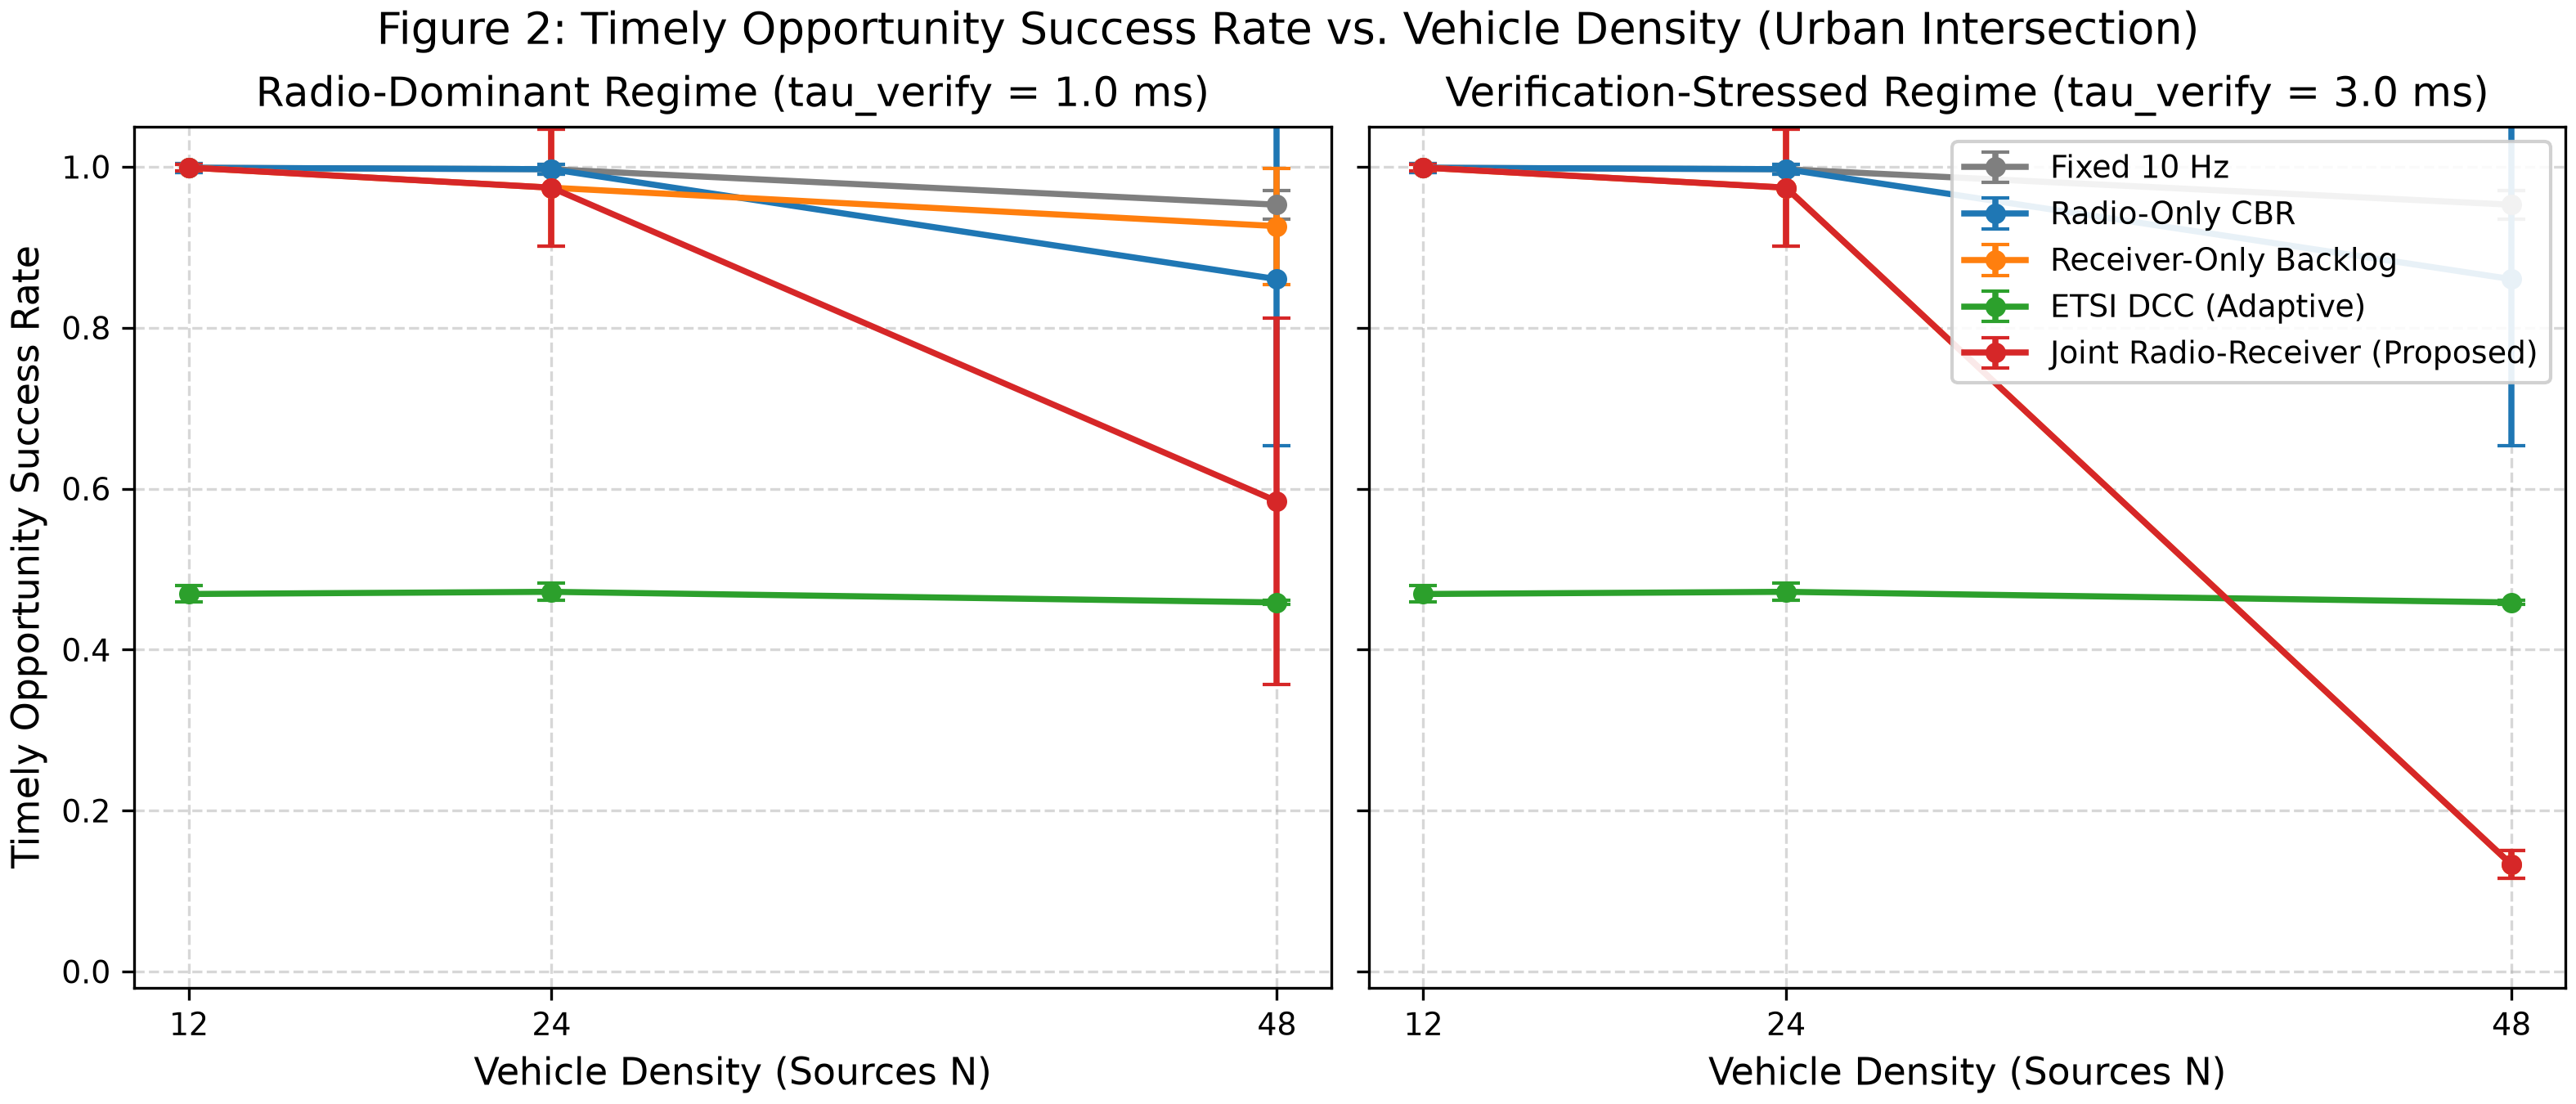 Figure 2: Timely Opportunity Success Rate vs. Vehicle Density (Urban Intersection)
Radio-Dominant Regime (tau_verify = 1.0 ms)
Verification-Stressed Regime (tau_verify = 3.0 ms)
Timely Opportunity Success Rate
1.0
0.8
0.6
0.4
0.2
0.0
12
24
48
Vehicle Density (Sources N)
Fixed 10 Hz
Radio-Only CBR
Receiver-Only Backlog
ETSI DCC (Adaptive)
Joint Radio-Receiver (Proposed)
12
24
48
Vehicle Density (Sources N)